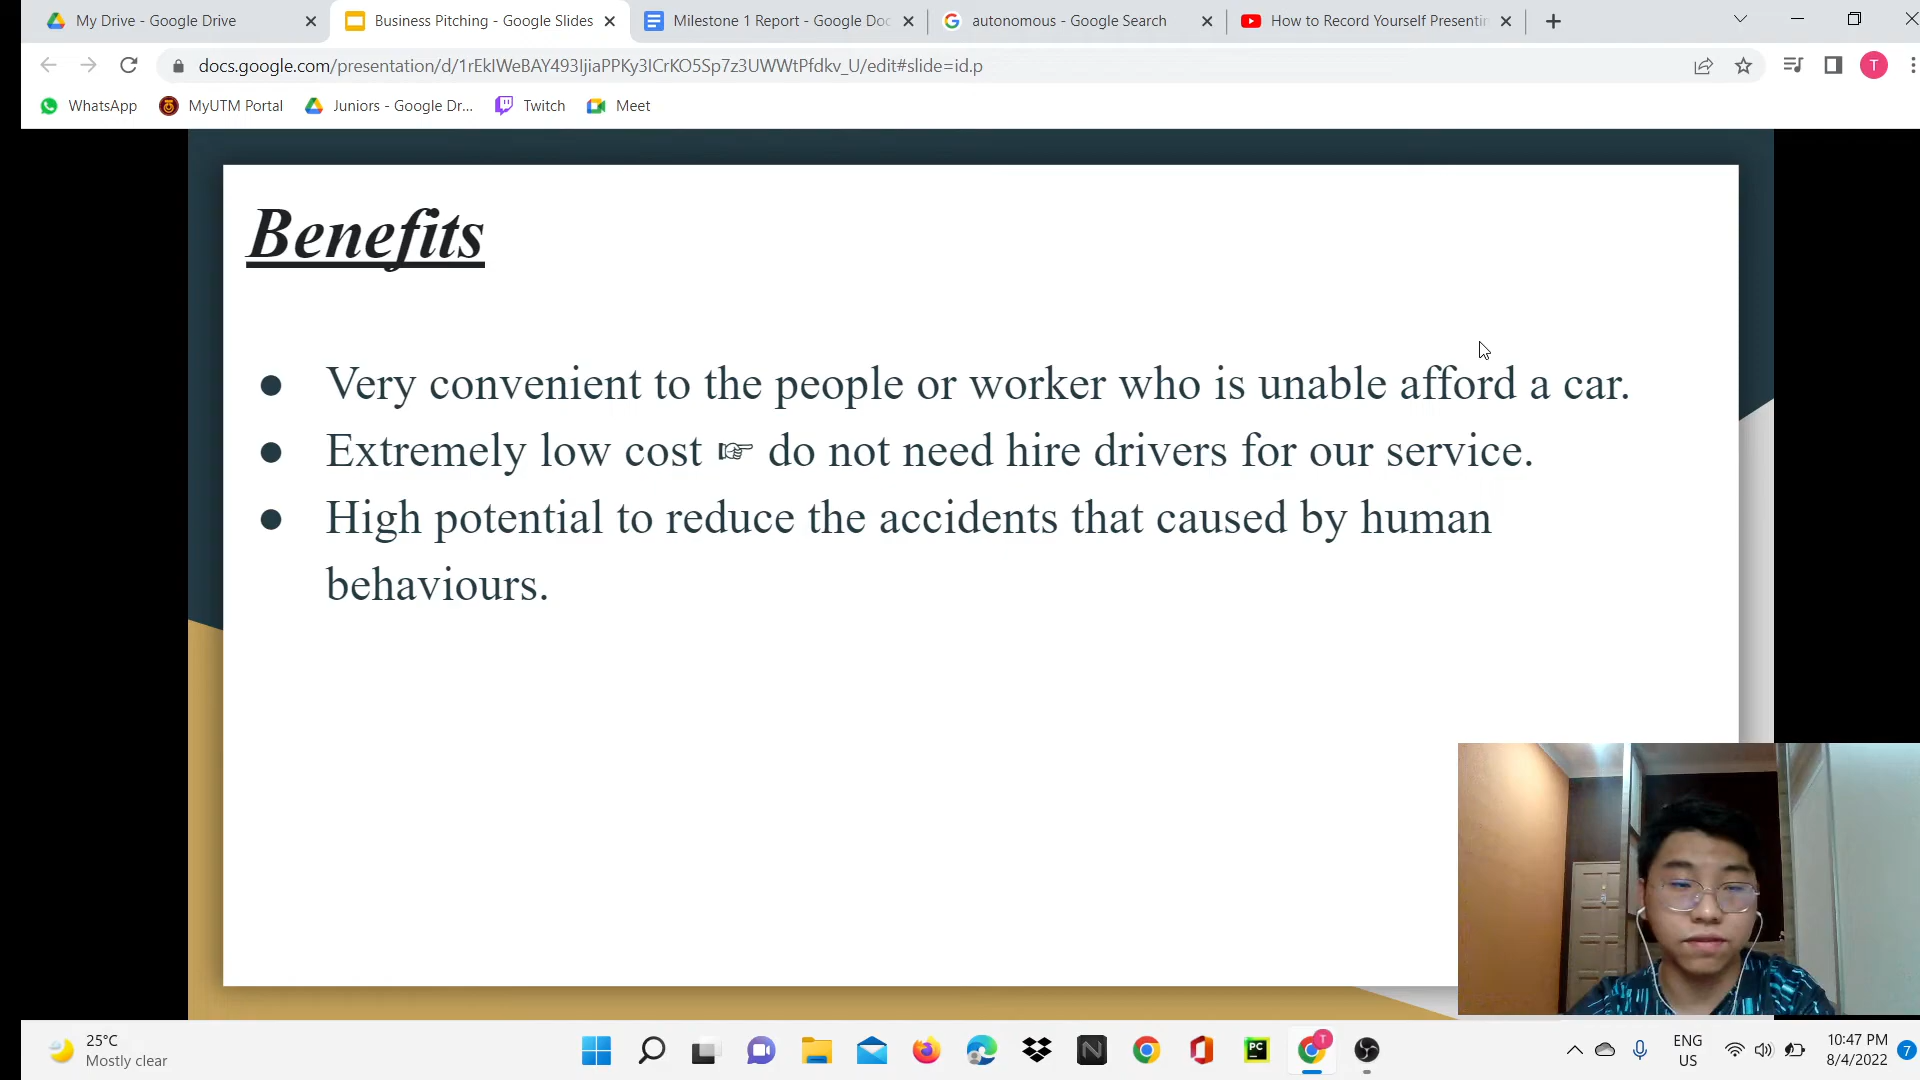 My Drive - Google Drive
Business Pitching - Google Slides
Milestone 1 Report - Google Doc
autonomous - Google Search
How to Record Yourself Presentin
docs.google.com/presentation/d/1rEkIWeBAY493IjiaPPKy3ICrKO5Sp7z3UWWtPfdkv_U/edit#slide=id.p
T
WhatsApp
MyUTM Portal
Juniors - Google Dr...
Twitch
Meet
Benefits
● Very convenient to the people or worker who is unable afford a car.
● Extremely low cost ☞ do not need hire drivers for our service.
● High potential to reduce the accidents that caused by human
behaviours.
25°C
Mostly clear
N
PC
T
ENG
US
10:47 PM
8/4/2022
7